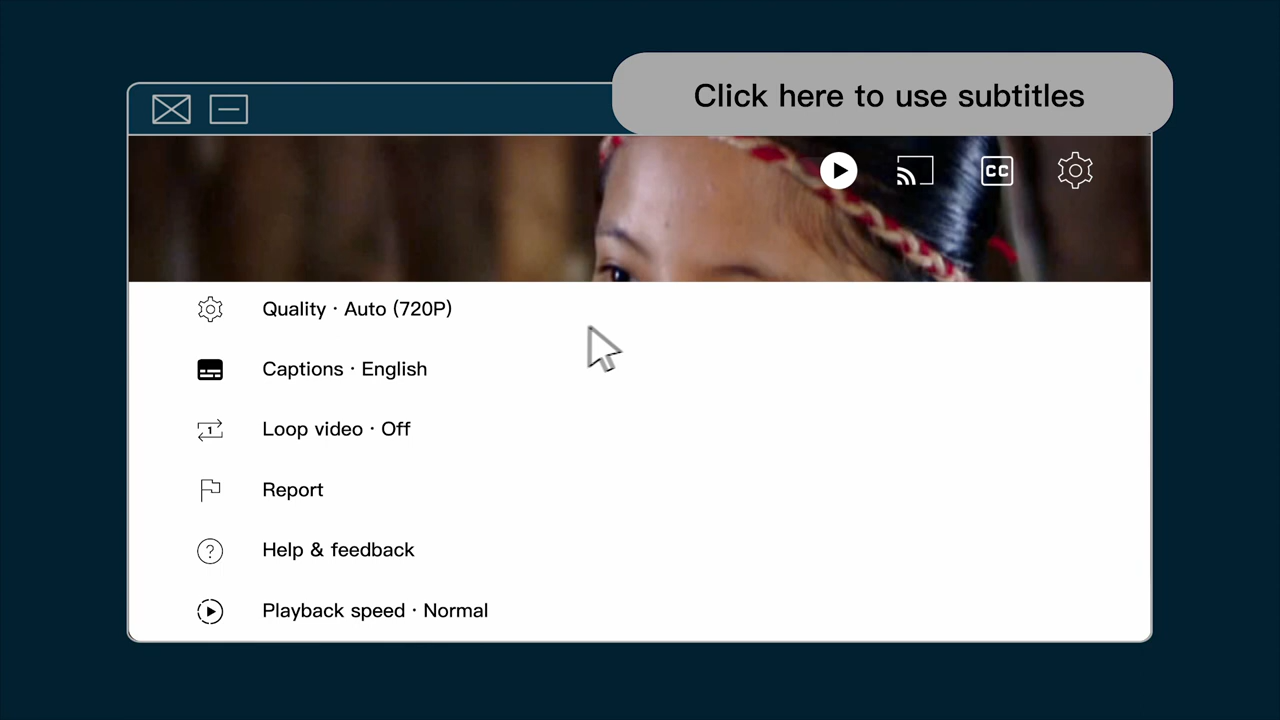 Click here to use subtitles
CC
Quality · Auto (720P)
Captions · English
1
Loop video · Off
Report
?
Help & feedback
Playback speed · Normal